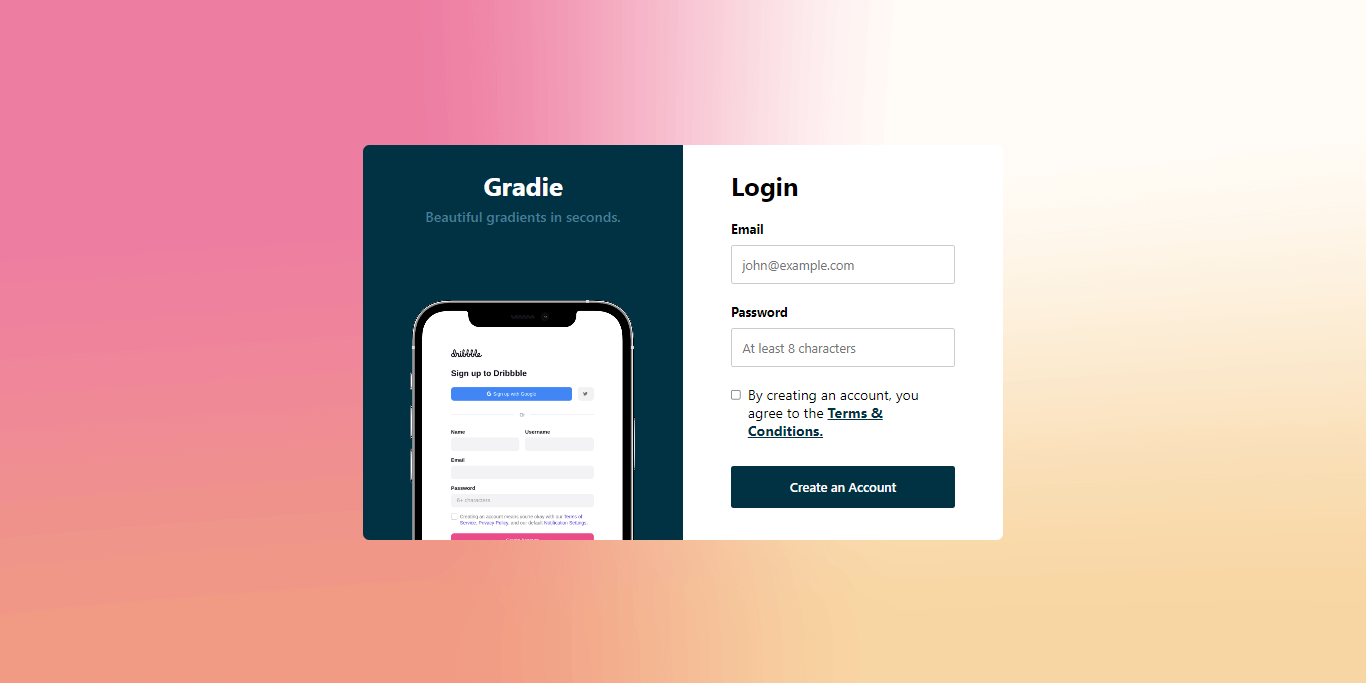 Gradie
Beautiful gradients in seconds.
dribbble
Sign up to Dribbble
G Sign up with Google
Or
Name Username
Email
Password
6+ characters
Creating an account means you're okay with our Terms of
Service, Privacy Policy, and our default Notification Settings.
Login
Email
john@example.com
Password
At least 8 characters
By creating an account, you
agree to the Terms &
Conditions.
Create an Account